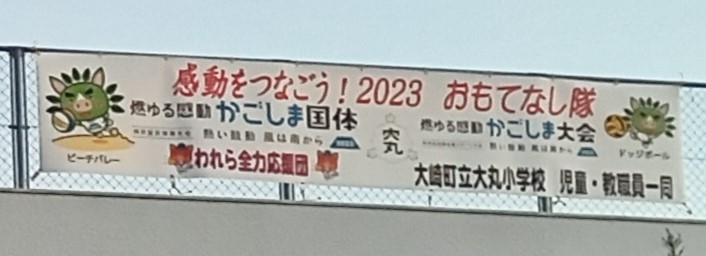 感動をつなごう！2023 おもてなし隊
燃ゆる感動 かごしま国体
熱い鼓動 風は南から
ビーチバレー
われら全力応援団
大丸
燃ゆる感動 かごしま大会
熱い鼓動 風は南から
ドッジボール
大崎町立大丸小学校 児童・教職員一同